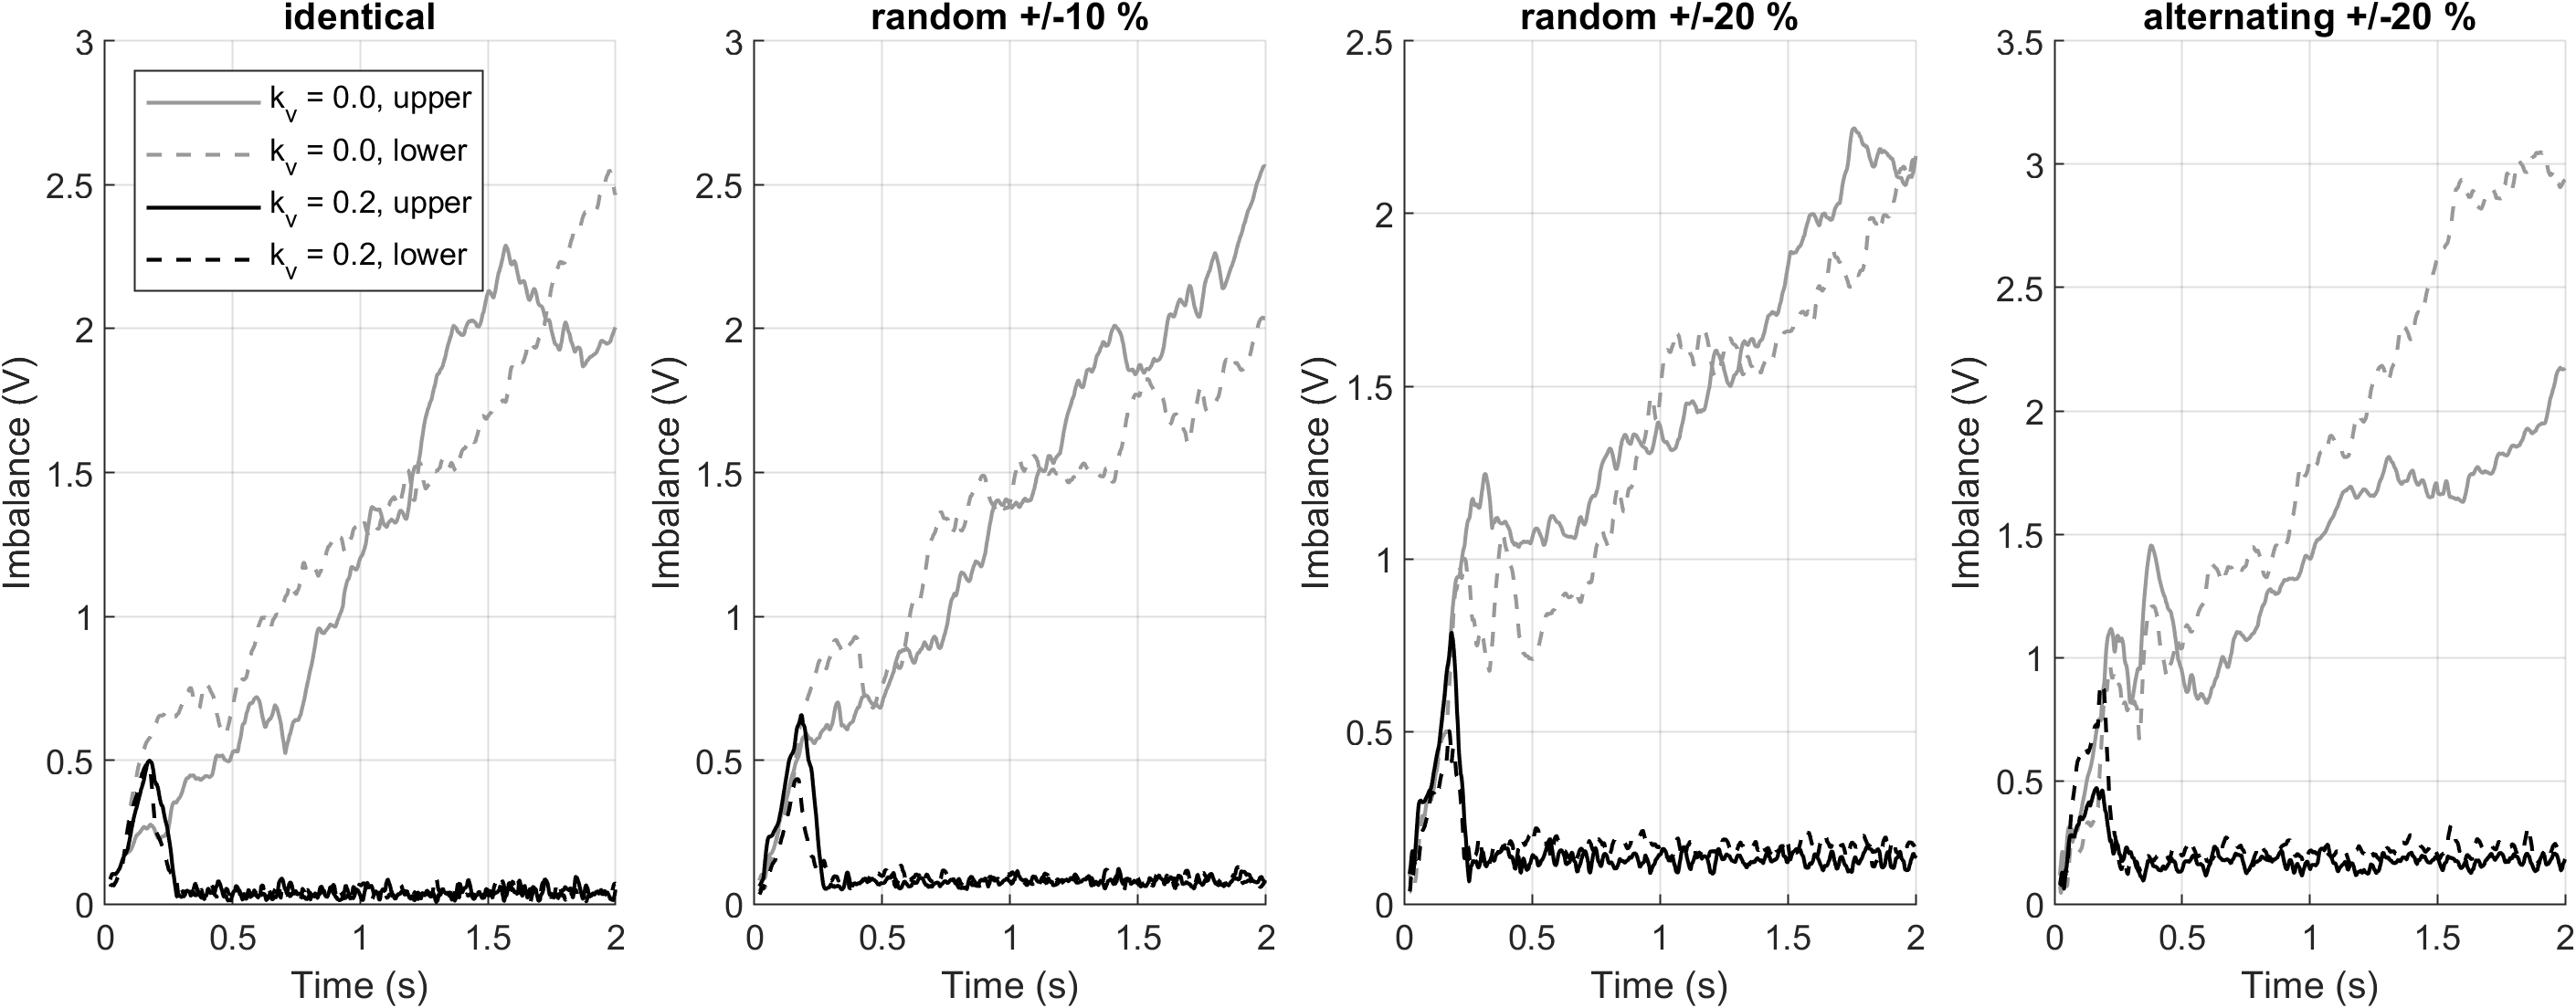 identical
3
2.5
2
1.5
1
0.5
0
k_v = 0.0, upper
k_v = 0.0, lower
k_v = 0.2, upper
k_v = 0.2, lower
Imbalance (V)
0 0.5 1 1.5 2
Time (s)
random +/-10 %
3
2.5
2
1.5
1
0.5
0
Imbalance (V)
0 0.5 1 1.5 2
Time (s)
random +/-20 %
2.5
2
1.5
1
0.5
0
Imbalance (V)
0 0.5 1 1.5 2
Time (s)
alternating +/-20 %
3.5
3
2.5
2
1.5
1
0.5
0
Imbalance (V)
0 0.5 1 1.5 2
Time (s)